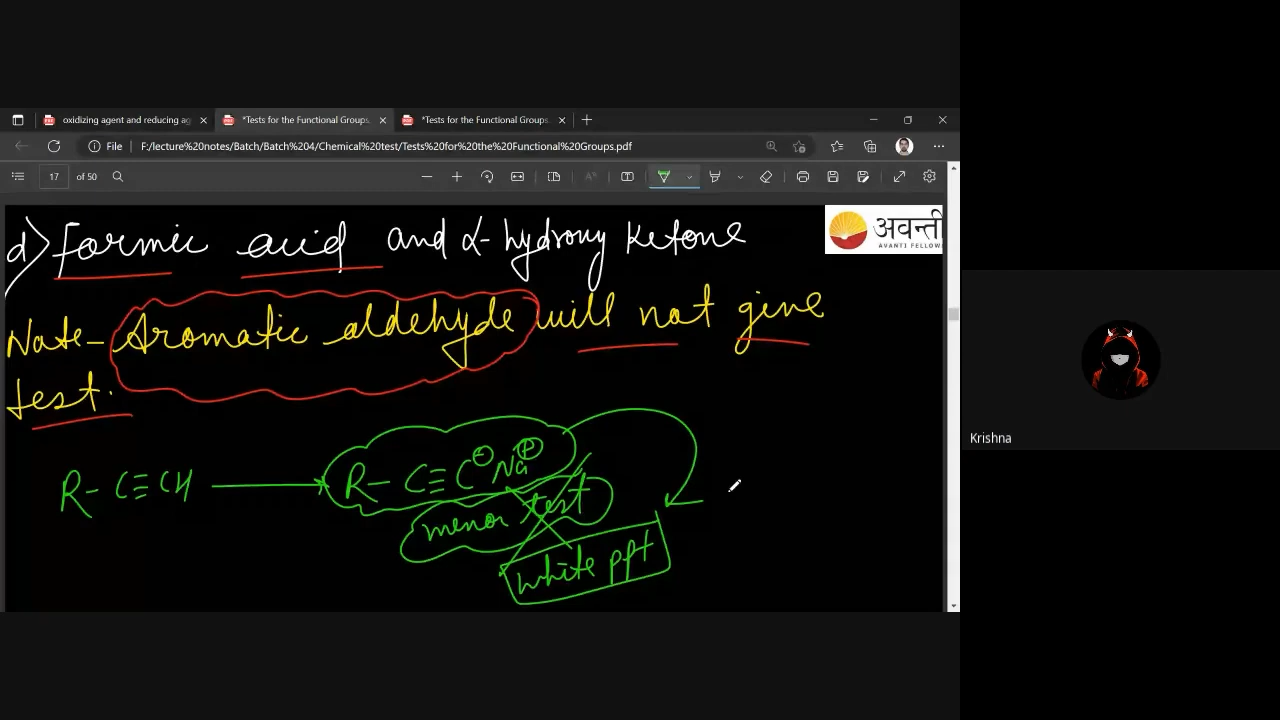 oxidizing agent and reducing ag
*Tests for the Functional Groups.
*Tests for the Functional Groups.
File
F:/lecture%20notes/Batch/Batch%204/Chemical%20test/Tests%20for%20the%20Functional%20Groups.pdf
17 of 50
अवन्ती
AVANTI FELLOW
d) Formic acid and α-hydroxy Ketone
Note- Aromatic aldehyde will not give
test.
R- C≡CH → R- C≡C⊖Na⊕
menor test
white ppt
Krishna